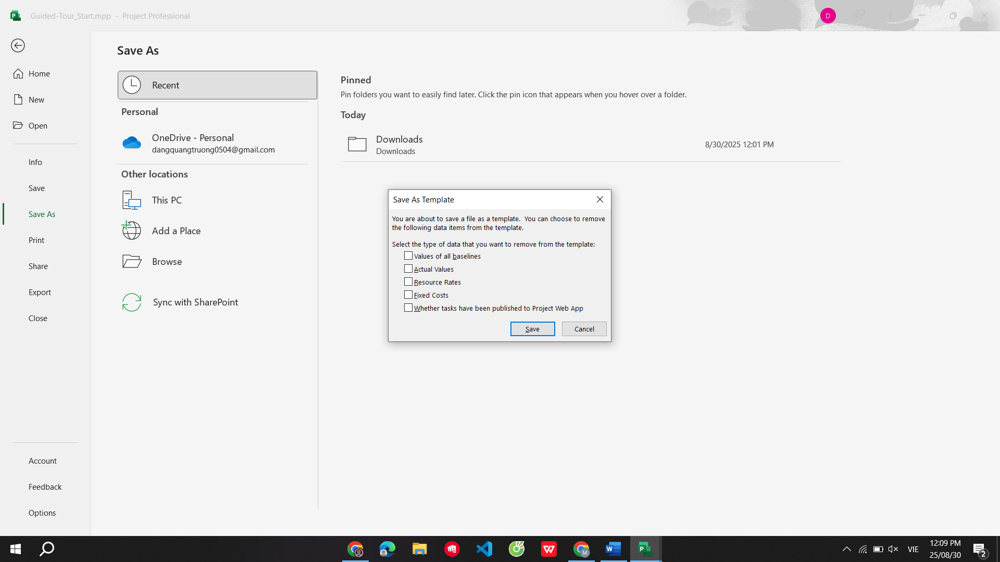 Guided-Tour_Start.mpp - Project Professional
D
?
Save As
Home
New
Open
Info
Save
Save As
Print
Share
Export
Close
Account
Feedback
Options
Recent
Personal
OneDrive - Personal
dangquangtruong0504@gmail.com
Other locations
This PC
Add a Place
Browse
Sync with SharePoint
Pinned
Pin folders you want to easily find later. Click the pin icon that appears when you hover over a folder.
Today
Downloads
Downloads
8/30/2025 12:01 PM
Save As Template
You are about to save a file as a template. You can choose to remove
the following data items from the template.
Select the type of data that you want to remove from the template:
Values of all baselines
Actual Values
Resource Rates
Fixed Costs
Whether tasks have been published to Project Web App
Save
Cancel
VIE
12:09 PM
25/08/30
2